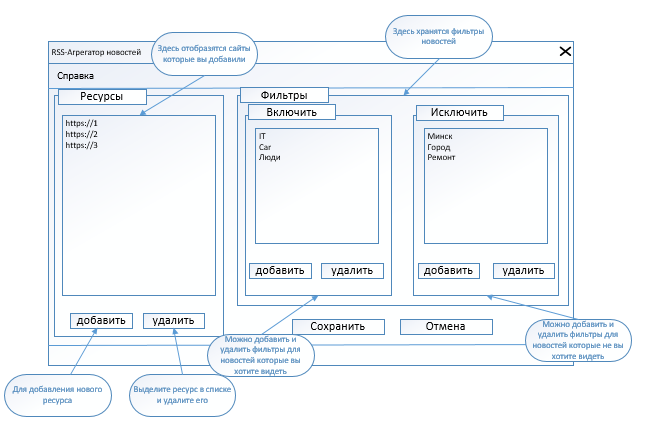 Здесь хранятся фильтры
новостей
RSS-Агрегатор новостей
Здесь отобразятся сайты
которые вы добавили
Справка
Ресурсы
https://1
https://2
https://3
добавить
удалить
Фильтры
Включить
IT
Car
Люди
добавить
удалить
Исключить
Минск
Город
Ремонт
добавить
удалить
Сохранить
Отмена
Можно добавить и
удалить фильтры для
новостей которые вы
хотите видеть
Можно добавить и
удалить фильтры для
новостей которые не вы
хотите видеть
Для добавления нового
ресурса
Выделите ресурс в списке
и удалите его